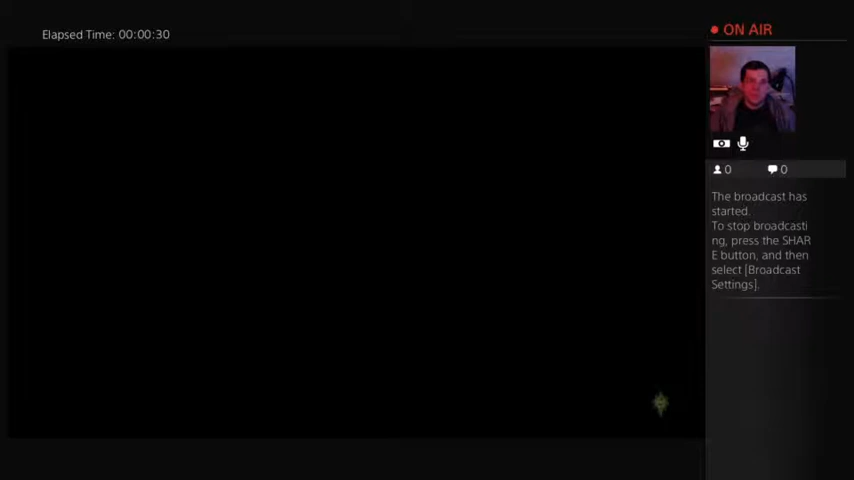 Elapsed Time: 00:00:30
ON AIR
0 0
The broadcast has
started.
To stop broadcasti
ng, press the SHAR
E button, and then
select [Broadcast
Settings].